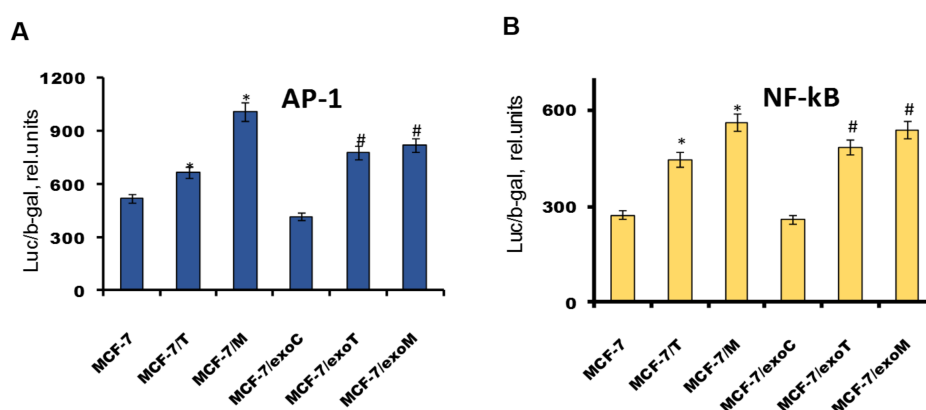 A
AP-1
Luc/b-gal, rel.units
1200
900
600
300
0
*
*
#
#
MCF-7
MCF-7/T
MCF-7/M
MCF-7/exoC
MCF-7/exoT
MCF-7/exoM
B
NF-kB
Luc/b-gal, rel.units
600
300
0
*
*
#
#
MCF-7
MCF-7/T
MCF-7/M
MCF-7/exoC
MCF-7/exoT
MCF-7/exoM